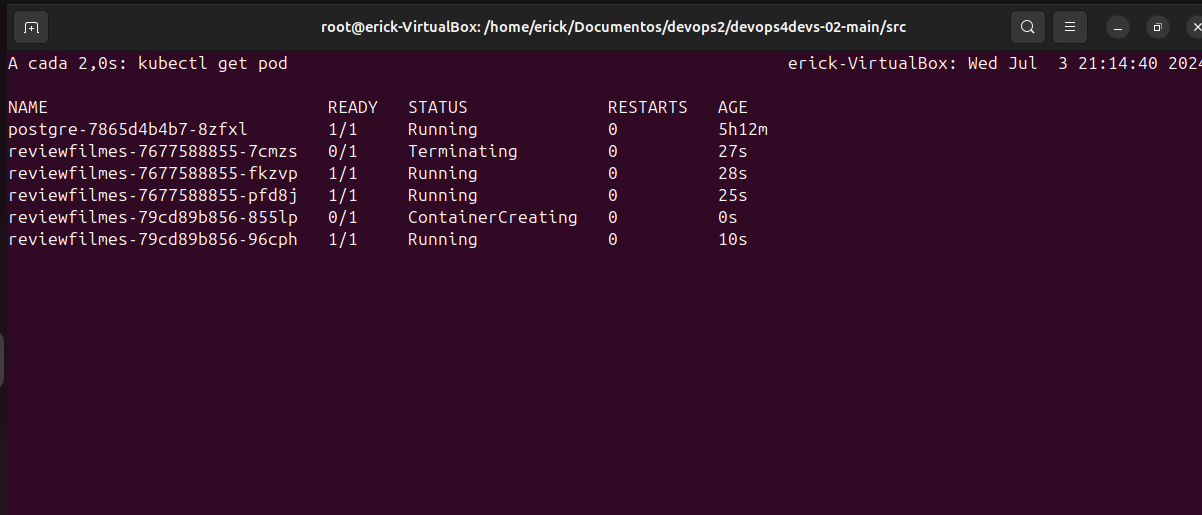 root@erick-VirtualBox: /home/erick/Documentos/devops2/devops4devs-02-main/src
A cada 2,0s: kubectl get pod erick-VirtualBox: Wed Jul 3 21:14:40 2024
NAME READY STATUS RESTARTS AGE
postgre-7865d4b4b7-8zfxl 1/1 Running 0 5h12m
reviewfilmes-7677588855-7cmzs 0/1 Terminating 0 27s
reviewfilmes-7677588855-fkzvp 1/1 Running 0 28s
reviewfilmes-7677588855-pfd8j 1/1 Running 0 25s
reviewfilmes-79cd89b856-855lp 0/1 ContainerCreating 0 0s
reviewfilmes-79cd89b856-96cph 1/1 Running 0 10s